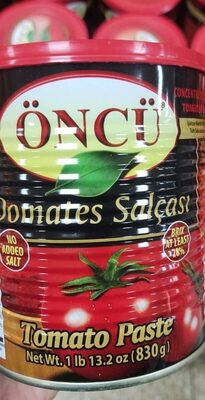 CONCENT
TOMATO
ÖNCÜ®
Domates Salçası
NO
ADDED
SALT
BRIX
AT LEAST
%28
Tomato Paste
Net Wt. 1 lb 13.2 oz (830g)